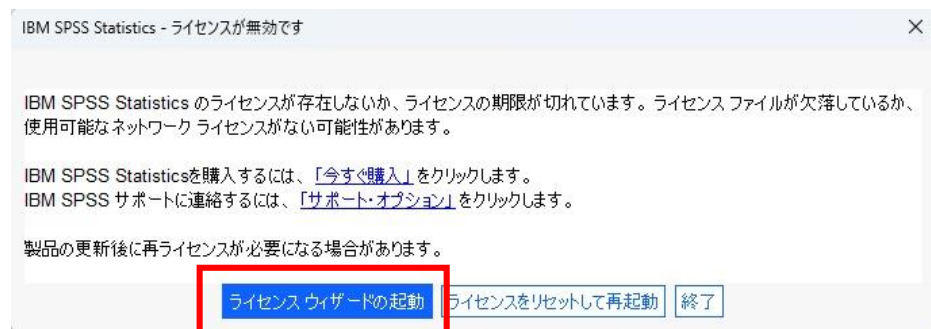 IBM SPSS Statistics - ライセンスが無効です
IBM SPSS Statistics のライセンスが存在しないか、ライセンスの期限が切れています。ライセンス ファイルが欠落しているか、
使用可能なネットワーク ライセンスがない可能性があります。
IBM SPSS Statisticsを購入するには、「今すぐ購入」をクリックします。
IBM SPSS サポートに連絡するには、「サポート・オプション」をクリックします。
製品の更新後に再ライセンスが必要になる場合があります。
ライセンス ウィザードの起動 ライセンスをリセットして再起動 終了